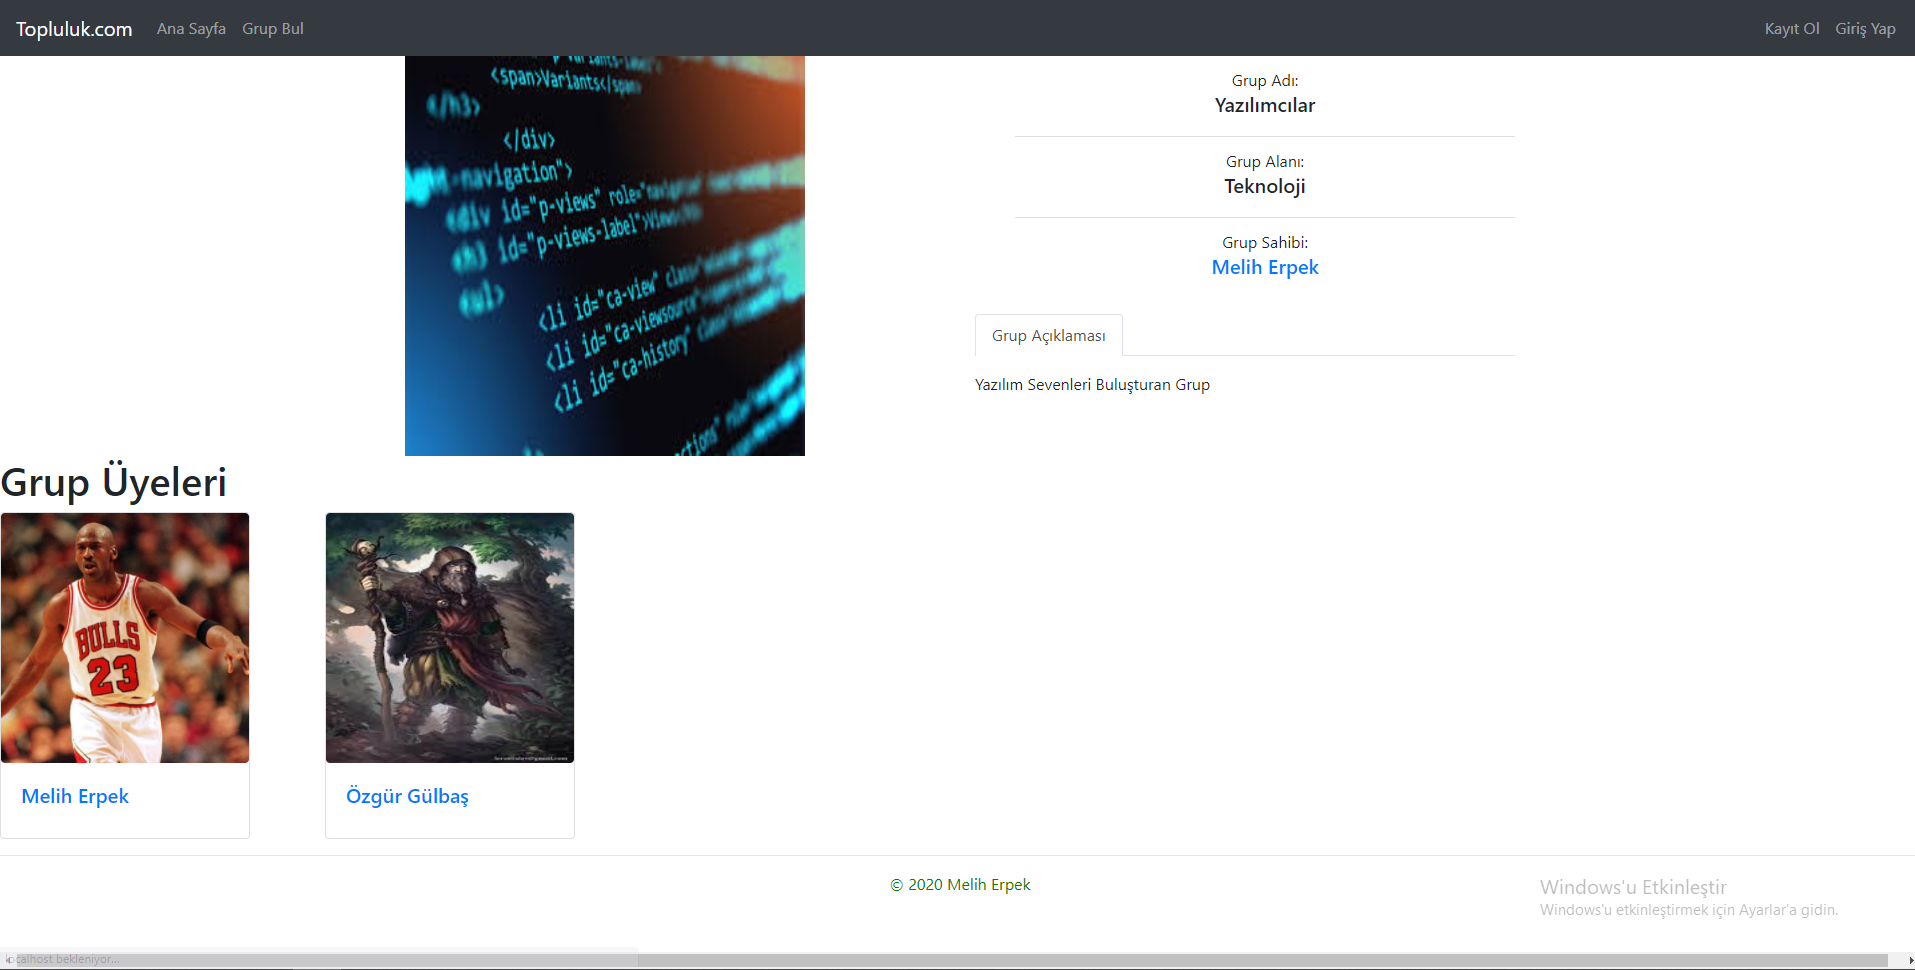 Topluluk.com Ana Sayfa Grup Bul Kayıt Ol Giriş Yap
<span>Variants</span>
</h3>
</div>
navigation">
<div id="p-views" role="navigation"
<h3 id="p-views-label">Views</h3>
<ul>
<li id="ca-view" class=
<li id="ca-viewsource"
<li id="ca-history" class=
Grup Adı:
Yazılımcılar
Grup Alanı:
Teknoloji
Grup Sahibi:
Melih Erpek
Grup Açıklaması
Yazılım Sevenleri Buluşturan Grup
Grup Üyeleri
BULLS
23
Melih Erpek
Özgür Gülbaş
© 2020 Melih Erpek
Windows'u Etkinleştir
Windows'u etkinleştirmek için Ayarlar'a gidin.
localhost bekleniyor...